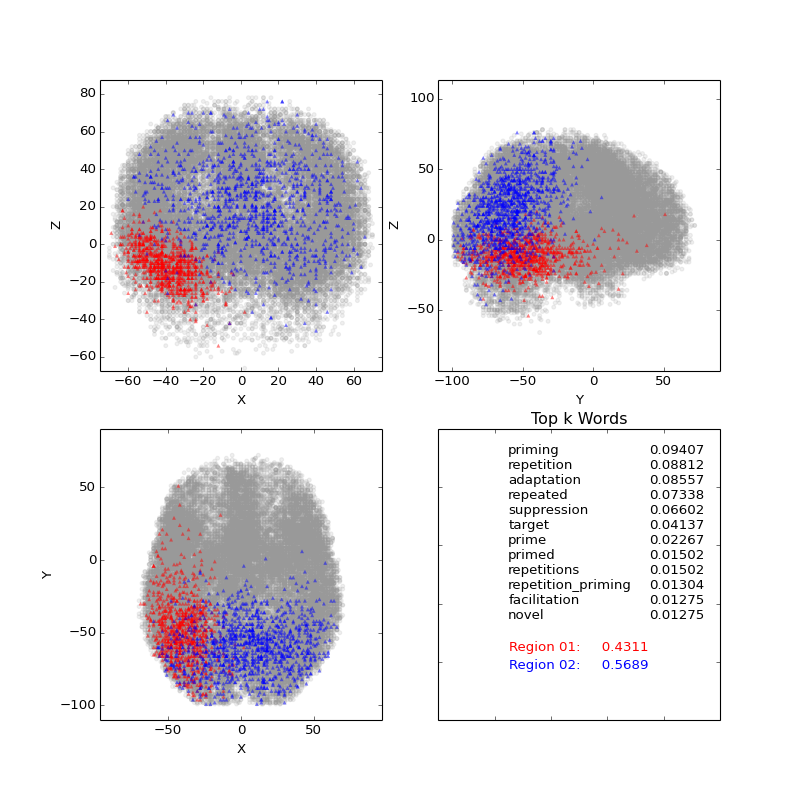 80
60
40
20
0
−20
−40
−60
Z
−60 −40 −20 0 20 40 60
X
100
50
0
−50
Z
−100 −50 0 50
Y
50
0
−50
−100
Y
−50 0 50
X
Top k Words
priming 0.09407
repetition 0.08812
adaptation 0.08557
repeated 0.07338
suppression 0.06602
target 0.04137
prime 0.02267
primed 0.01502
repetitions 0.01502
repetition_priming 0.01304
facilitation 0.01275
novel 0.01275
Region 01: 0.4311
Region 02: 0.5689